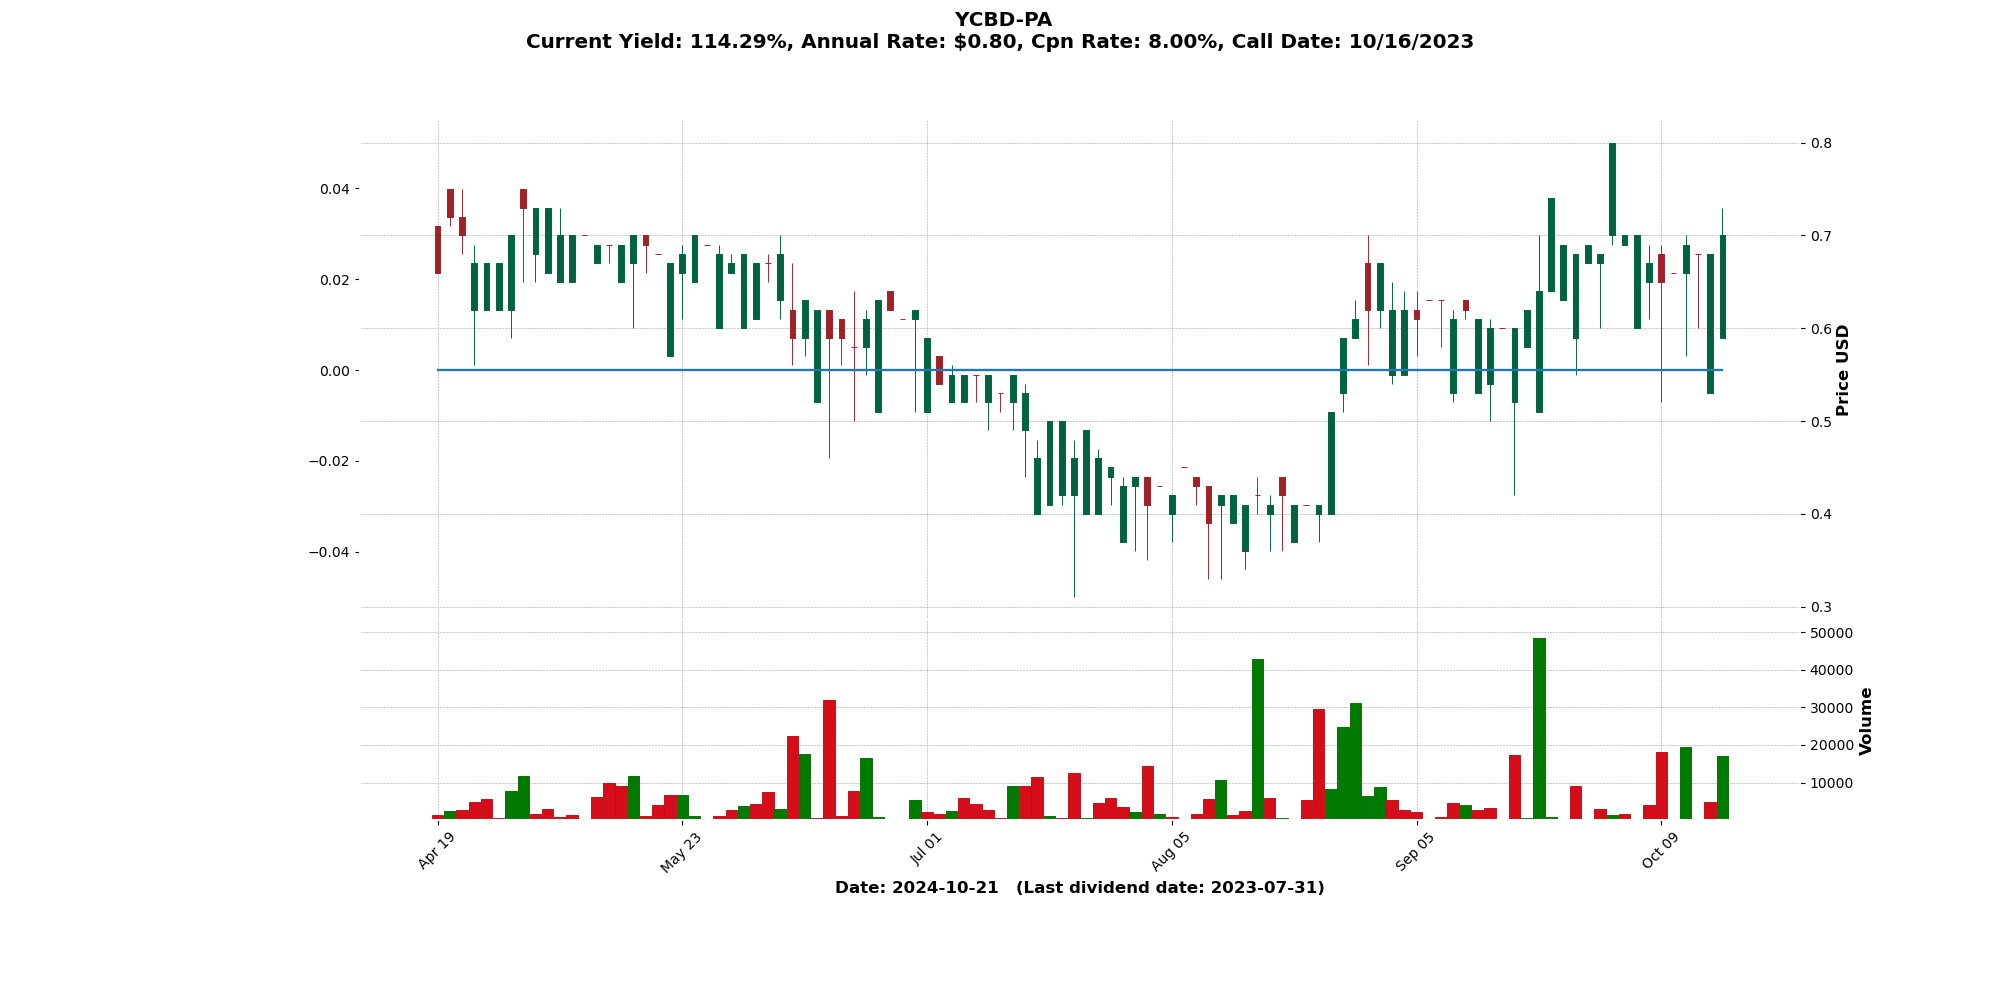 YCBD-PA
Current Yield: 114.29%, Annual Rate: $0.80, Cpn Rate: 8.00%, Call Date: 10/16/2023
0.04
0.02
0.00
−0.02
−0.04
0.8
0.7
0.6
0.5
0.4
0.3
Price USD
50000
40000
30000
20000
10000
Volume
Apr 19
May 23
Jul 01
Aug 05
Sep 05
Oct 09
Date: 2024-10-21   (Last dividend date: 2023-07-31)